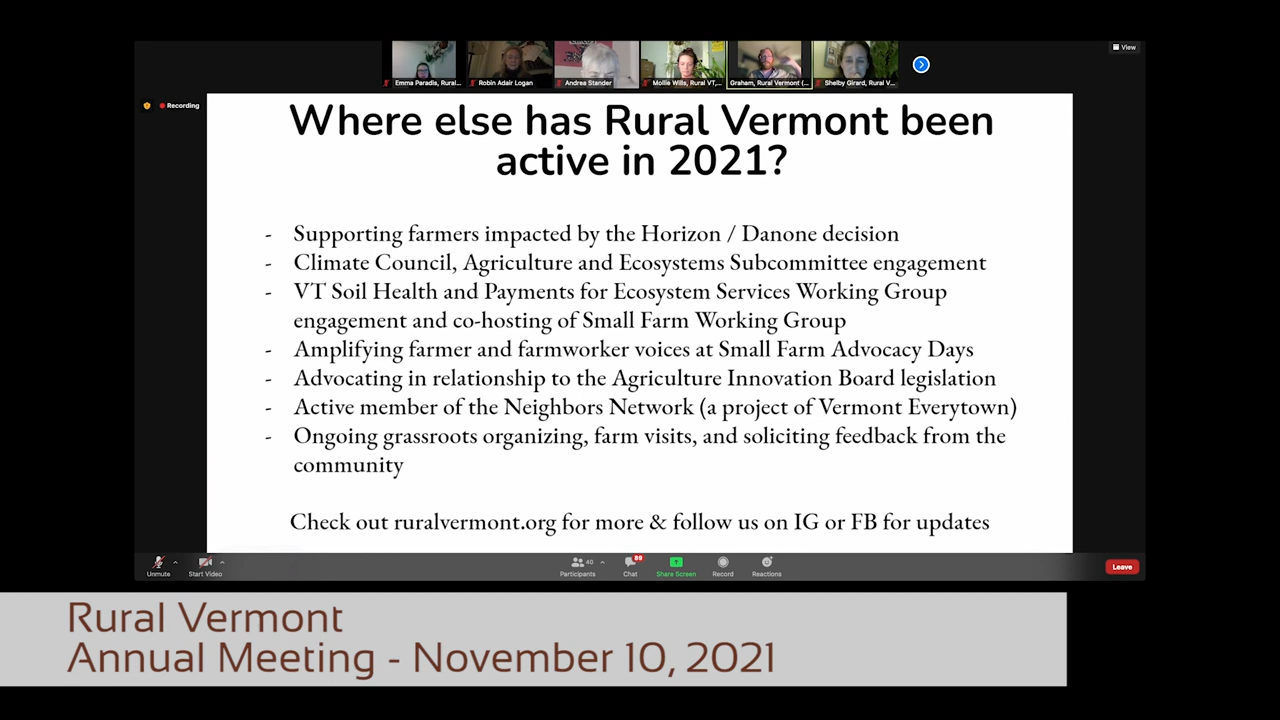 View
Emma Paradis, Rural...
Robin Adair Logan
Andrea Stander
Mollie Wills, Rural VT,...
Graham, Rural Vermont (...
Shelby Girard, Rural V...
Recording
Where else has Rural Vermont been
active in 2021?
- Supporting farmers impacted by the Horizon / Danone decision
- Climate Council, Agriculture and Ecosystems Subcommittee engagement
- VT Soil Health and Payments for Ecosystem Services Working Group
engagement and co-hosting of Small Farm Working Group
- Amplifying farmer and farmworker voices at Small Farm Advocacy Days
- Advocating in relationship to the Agriculture Innovation Board legislation
- Active member of the Neighbors Network (a project of Vermont Everytown)
- Ongoing grassroots organizing, farm visits, and soliciting feedback from the
community
Check out ruralvermont.org for more & follow us on IG or FB for updates
Unmute
Start Video
40
Participants
89
Chat
Share Screen
Record
Reactions
Leave
Rural Vermont
Annual Meeting - November 10, 2021